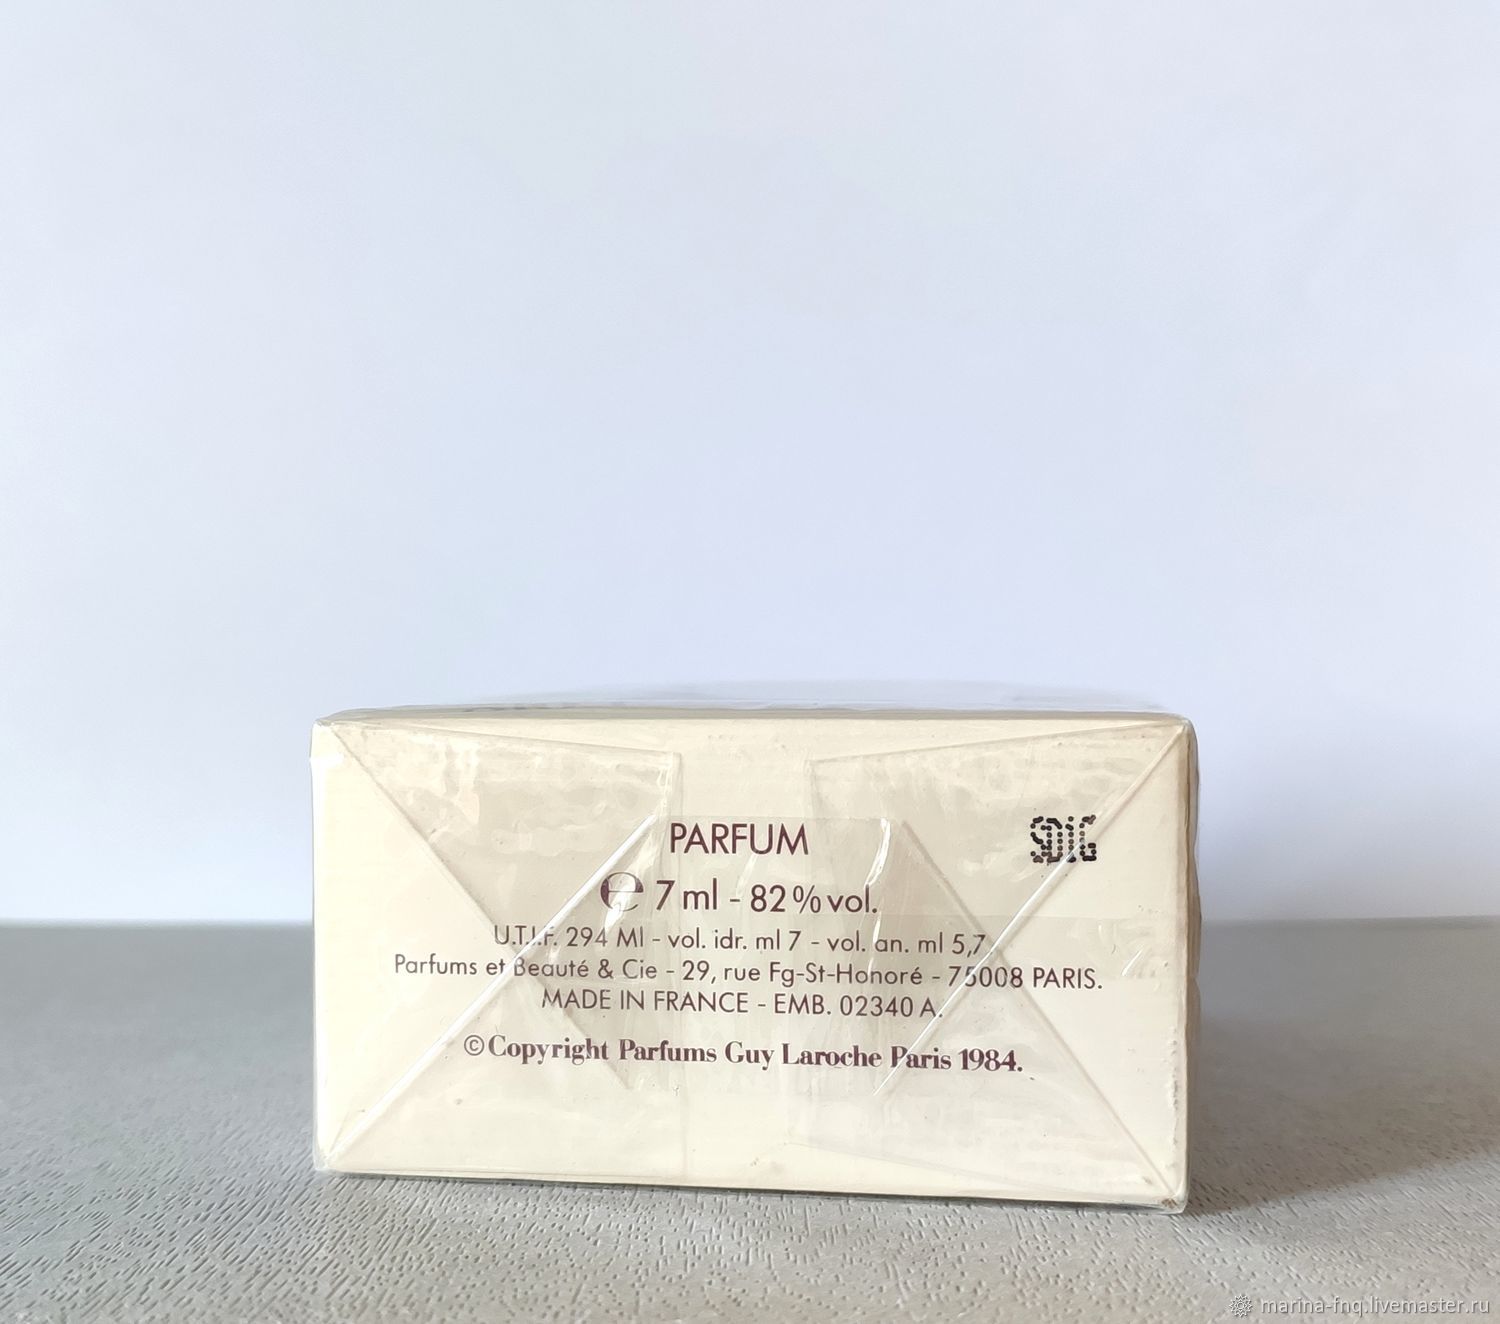 PARFUM
℮ 7 ml - 82% vol.
U.T.I.F. 294 Ml - vol. idr. ml 7 - vol. an. ml 5,7
Parfums et Beauté & Cie - 29, rue Fg-St-Honoré - 75008 PARIS.
MADE IN FRANCE - EMB. 02340 A.
©Copyright Parfums Guy Laroche Paris 1984.
marina-fnq.livemaster.ru